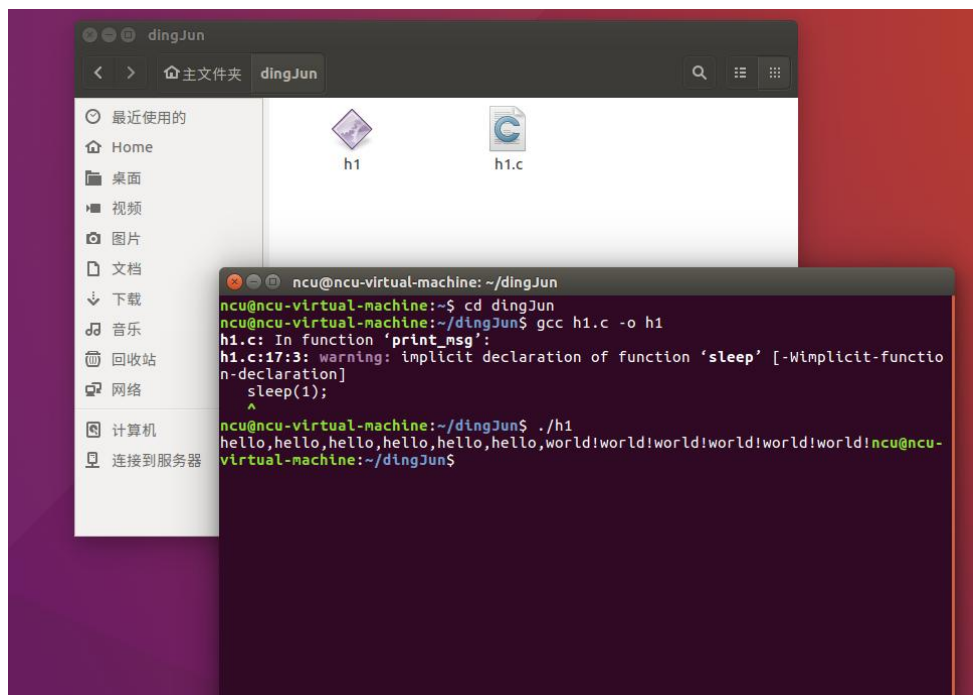 dingJun
主文件夹 dingJun
最近使用的
Home
桌面
视频
图片
文档
下载
音乐
回收站
网络
计算机
连接到服务器
h1
h1.c
ncu@ncu-virtual-machine: ~/dingJun
ncu@ncu-virtual-machine:~$ cd dingJun
ncu@ncu-virtual-machine:~/dingJun$ gcc h1.c -o h1
h1.c: In function ‘print_msg’:
h1.c:17:3: warning: implicit declaration of function ‘sleep’ [-Wimplicit-functio
n-declaration]
sleep(1);
^
ncu@ncu-virtual-machine:~/dingJun$ ./h1
hello,hello,hello,hello,hello,hello,world!world!world!world!world!world!ncu@ncu-
virtual-machine:~/dingJun$